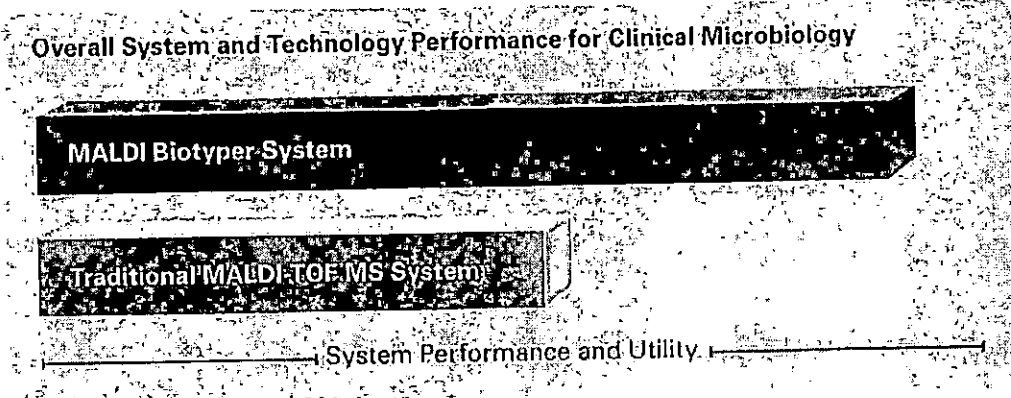 Overall System and Technology Performance for Clinical Microbiology
MALDI Biotyper System
Traditional MALDI-TOF MS System
System Performance and Utility